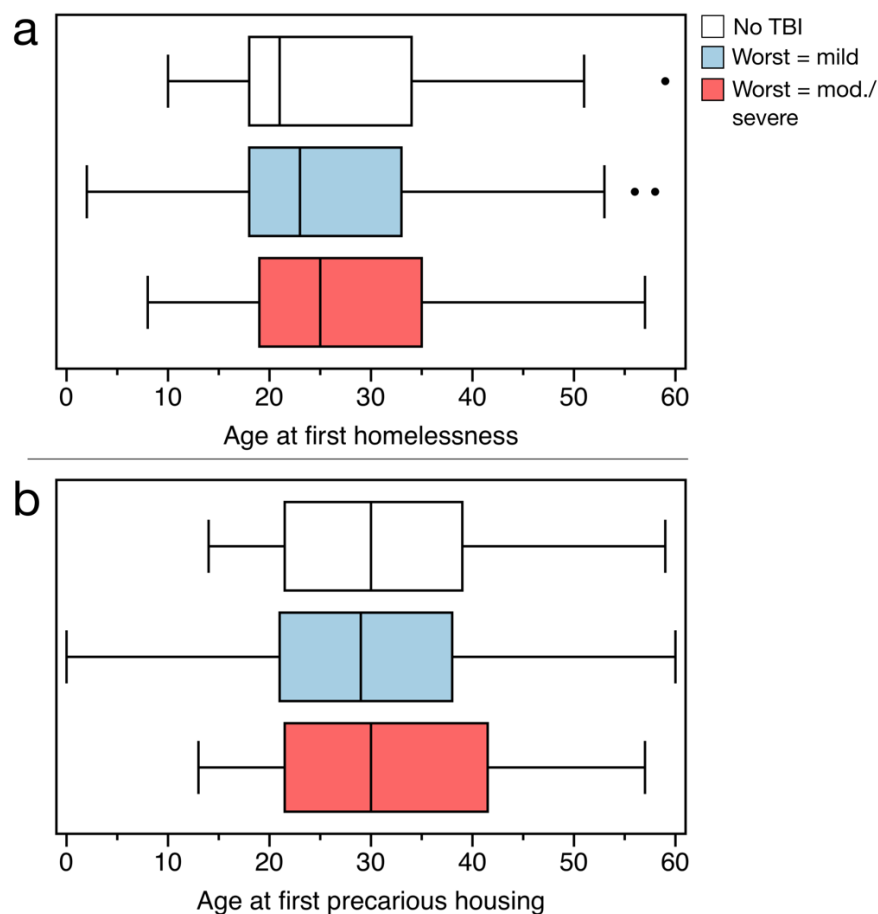 a
No TBI
Worst = mild
Worst = mod./
severe
0 10 20 30 40 50 60
Age at first homelessness
b
0 10 20 30 40 50 60
Age at first precarious housing